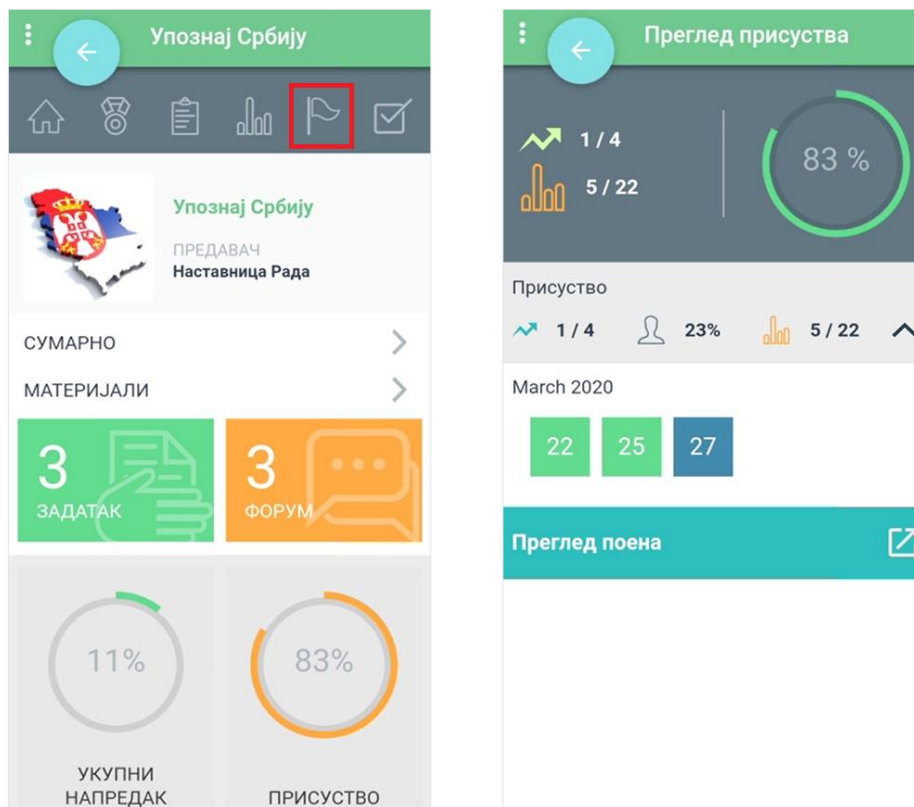 Упознај Србију
Упознај Србију
ПРЕДАВАЧ
Наставница Рада
СУМАРНО
МАТЕРИЈАЛИ
3
ЗАДАТАК
3
ФОРУМ
11%
83%
УКУПНИ
НАПРЕДАК
ПРИСУСТВО
Преглед присуства
1 / 4
5 / 22
83 %
Присуство
1 / 4 23% 5 / 22
March 2020
22 25 27
Преглед поена